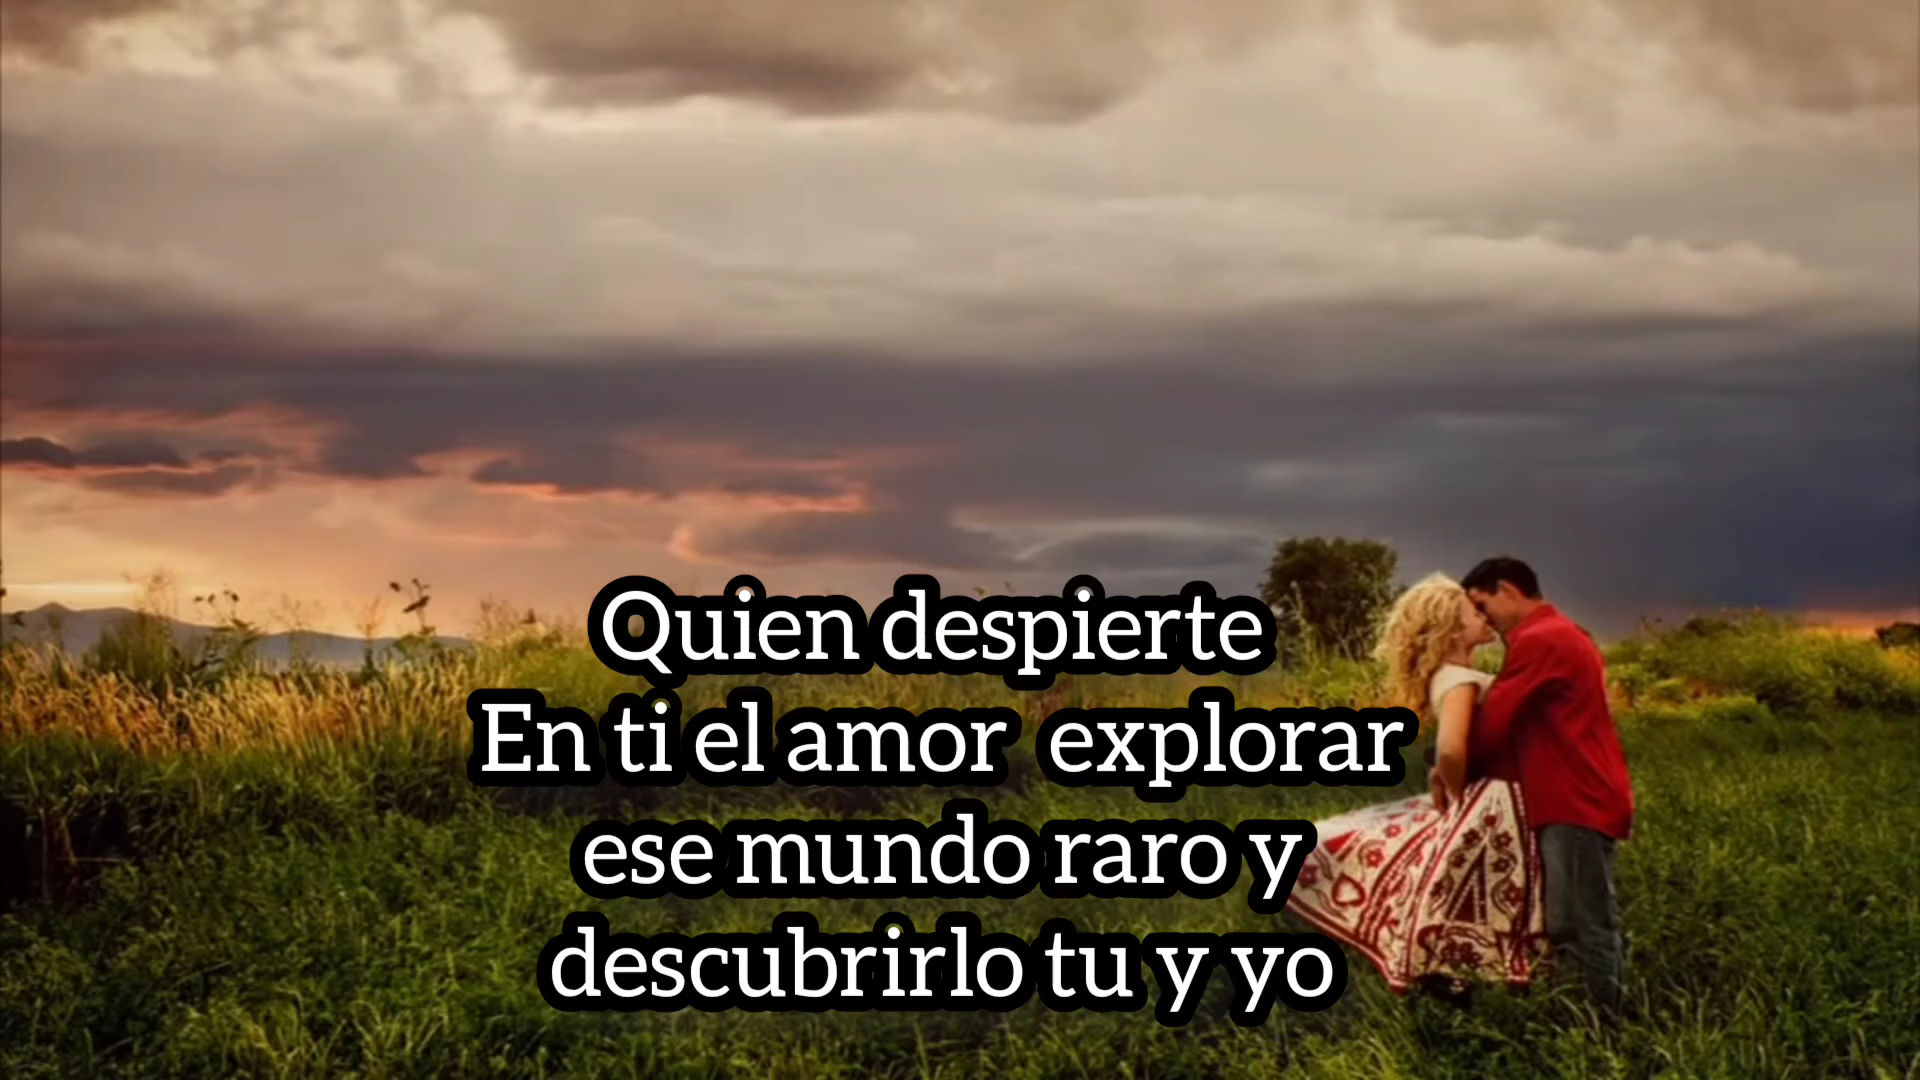 Quien despierte
En ti el amor  explorar
ese mundo raro y
descubrirlo tu y yo